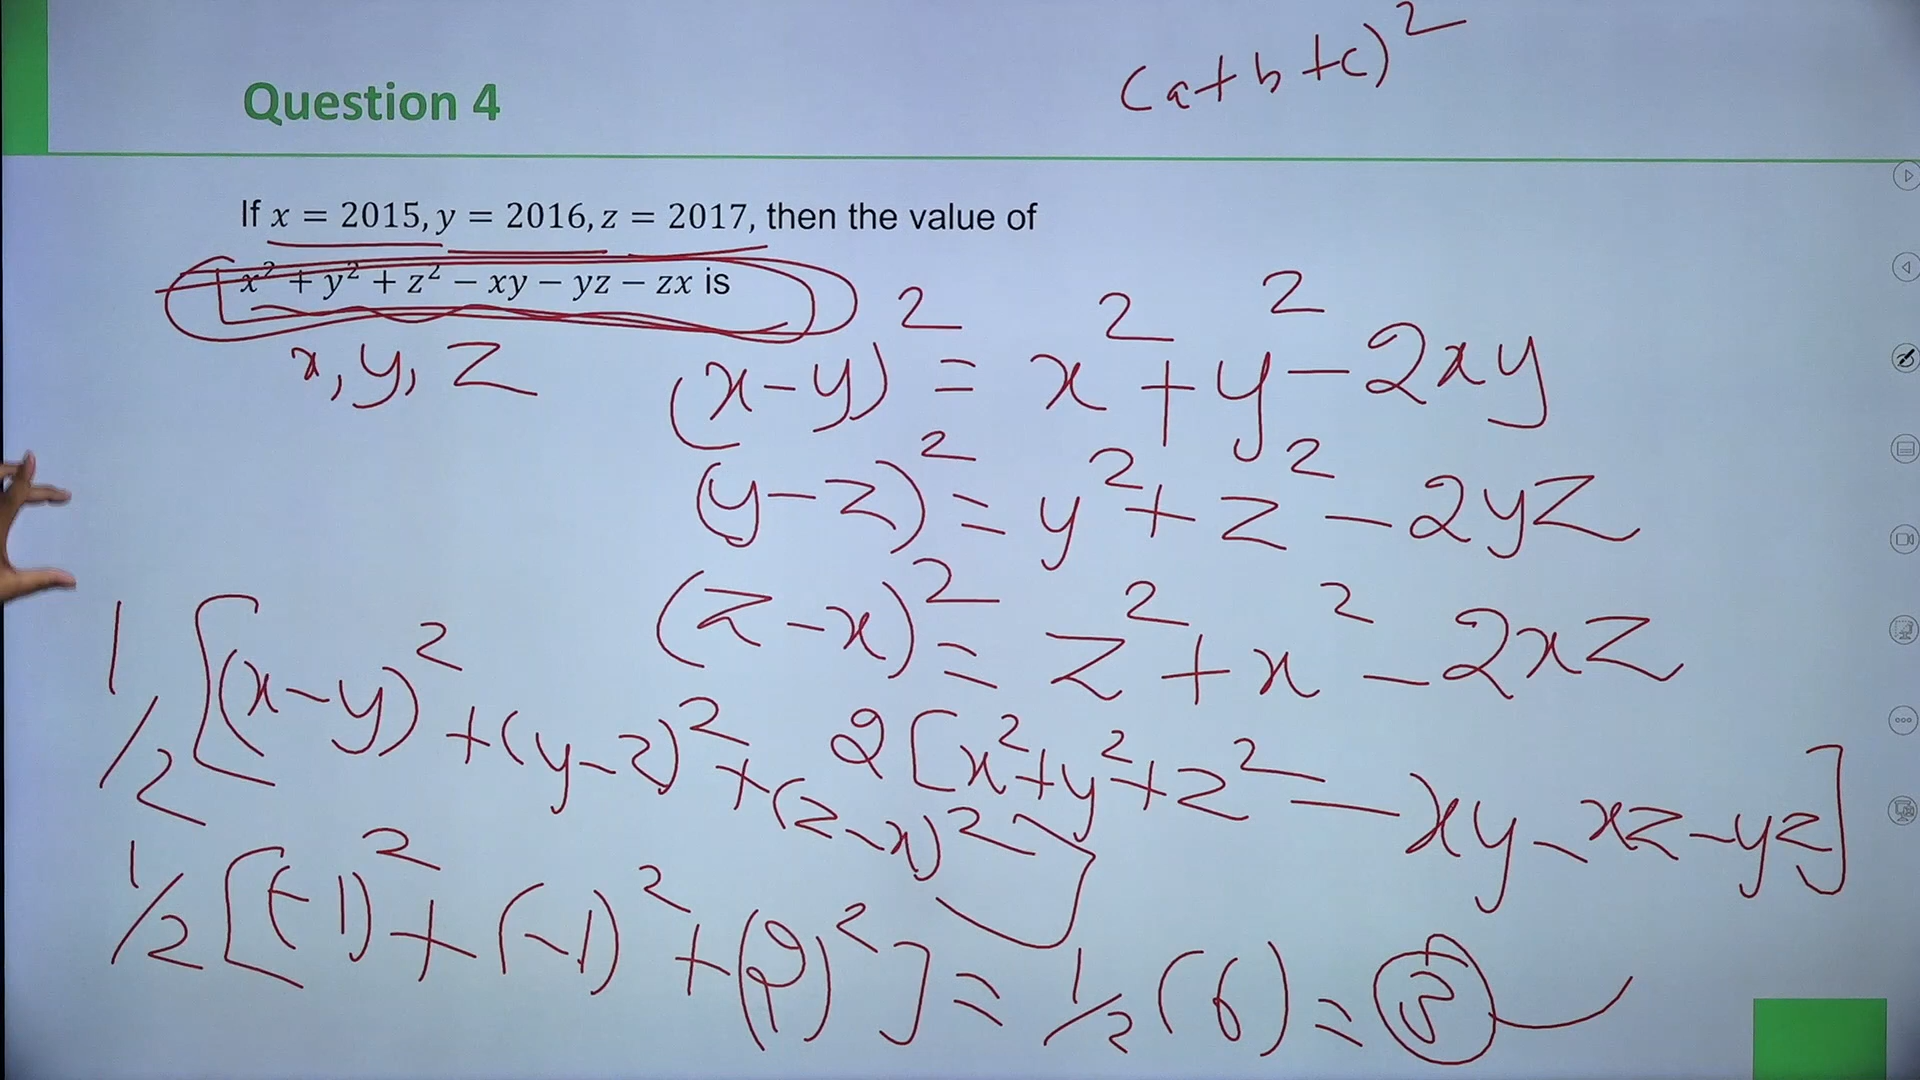 (a+b+c)²
Question 4
If x = 2015, y = 2016, z = 2017, then the value of
x² + y² + z² − xy − yz − zx is
x, y, z
(x−y)² = x² + y² − 2xy
(y−z)² = y² + z² − 2yz
(z−x)² = z² + x² − 2xz
1/2 [(x−y)² + (y−z)² + (z−x)²]
2[x² + y² + z² − xy − xz − yz]
1/2 [(−1)² + (−1)² + (2)²] = 1/2 (6) = 3